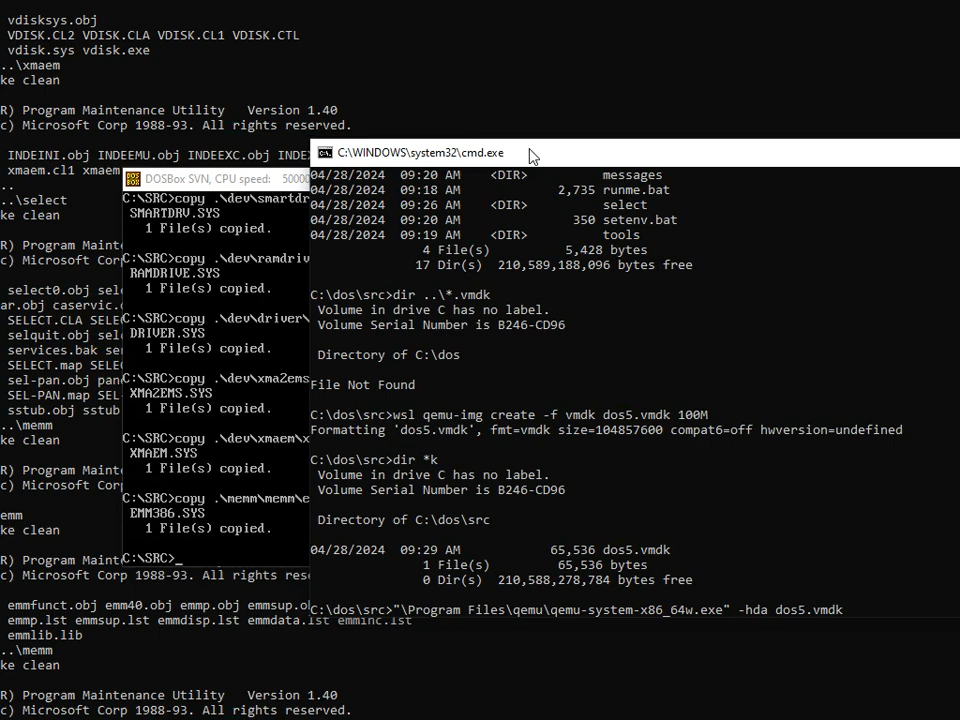 vdisksys.obj
VDISK.CL2 VDISK.CLA VDISK.CL1 VDISK.CTL
vdisk.sys vdisk.exe
..\xmaem
ke clean
R) Program Maintenance Utility   Version 1.40
c) Microsoft Corp 1988-93. All rights reserved.
INDEINI.OBJ INDEEMU.OBJ INDEEXC.OBJ INDEX
xmaem.cl1 xmaem
..
..\select
ke clean
R) Program Mainte
c) Microsoft Corp
select0.obj sele
ar.obj caservic.o
SELECT.CLA SELE
selquit.obj sele
services.bak ser
SELECT.map SELE
sel-pan.obj pane
SEL-PAN.map SEL
sstub.obj sstub
..\memm
ke clean
R) Program Mainte
c) Microsoft Corp
emm
ke clean
R) Program Mainte
c) Microsoft Corp 1988-93. All rights rese
emmfunct.obj emm40.obj emmp.obj emmsup.ob
emmp.lst emmsup.lst emmdisp.lst emmdata.lst emminc.lst
emmlib.lib
..\memm
ke clean
R) Program Maintenance Utility   Version 1.40
c) Microsoft Corp 1988-93. All rights reserved.
DOSBOX
DOSBox SVN, CPU speed: 50000
C:\SRC>copy .\dev\smartdr
SMARTDRV.SYS
1 File(s) copied.
C:\SRC>copy .\dev\ramdriv
RAMDRIVE.SYS
1 File(s) copied.
C:\SRC>copy .\dev\driver\
DRIVER.SYS
1 File(s) copied.
C:\SRC>copy .\dev\xma2ems
XMA2EMS.SYS
1 File(s) copied.
C:\SRC>copy .\dev\xmaem\x
XMAEM.SYS
1 File(s) copied.
C:\SRC>copy .\memm\memm\e
EMM386.SYS
1 File(s) copied.
C:\SRC>_
C:\WINDOWS\system32\cmd.exe
04/28/2024  09:20 AM    <DIR>          messages
04/28/2024  09:18 AM             2,735 runme.bat
04/28/2024  09:26 AM    <DIR>          select
04/28/2024  09:20 AM               350 setenv.bat
04/28/2024  09:19 AM    <DIR>          tools
4 File(s)          5,428 bytes
17 Dir(s)  210,589,188,096 bytes free
C:\dos\src>dir ..\*.vmdk
Volume in drive C has no label.
Volume Serial Number is B246-CD96
Directory of C:\dos
File Not Found
C:\dos\src>wsl qemu-img create -f vmdk dos5.vmdk 100M
Formatting 'dos5.vmdk', fmt=vmdk size=104857600 compat6=off hwversion=undefined
C:\dos\src>dir *k
Volume in drive C has no label.
Volume Serial Number is B246-CD96
Directory of C:\dos\src
04/28/2024  09:29 AM            65,536 dos5.vmdk
1 File(s)         65,536 bytes
0 Dir(s)  210,588,278,784 bytes free
C:\dos\src>"\Program Files\qemu\qemu-system-x86_64w.exe" -hda dos5.vmdk